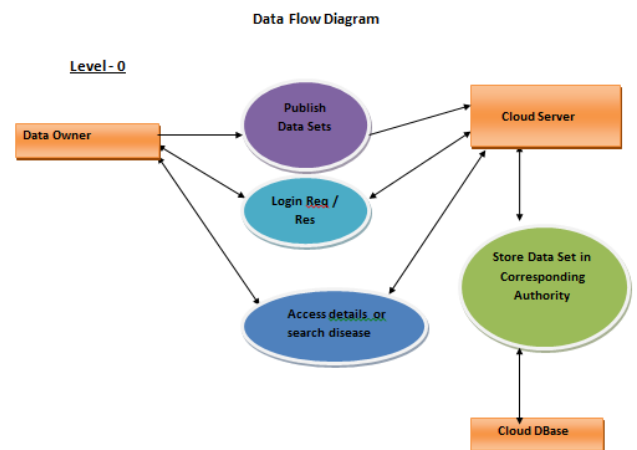 Data Flow Diagram
Level - 0
Publish
Data Sets
Cloud Server
Data Owner
Login Req /
Res
Store Data Set in
Corresponding
Authority
Access details or
search disease
Cloud DBase